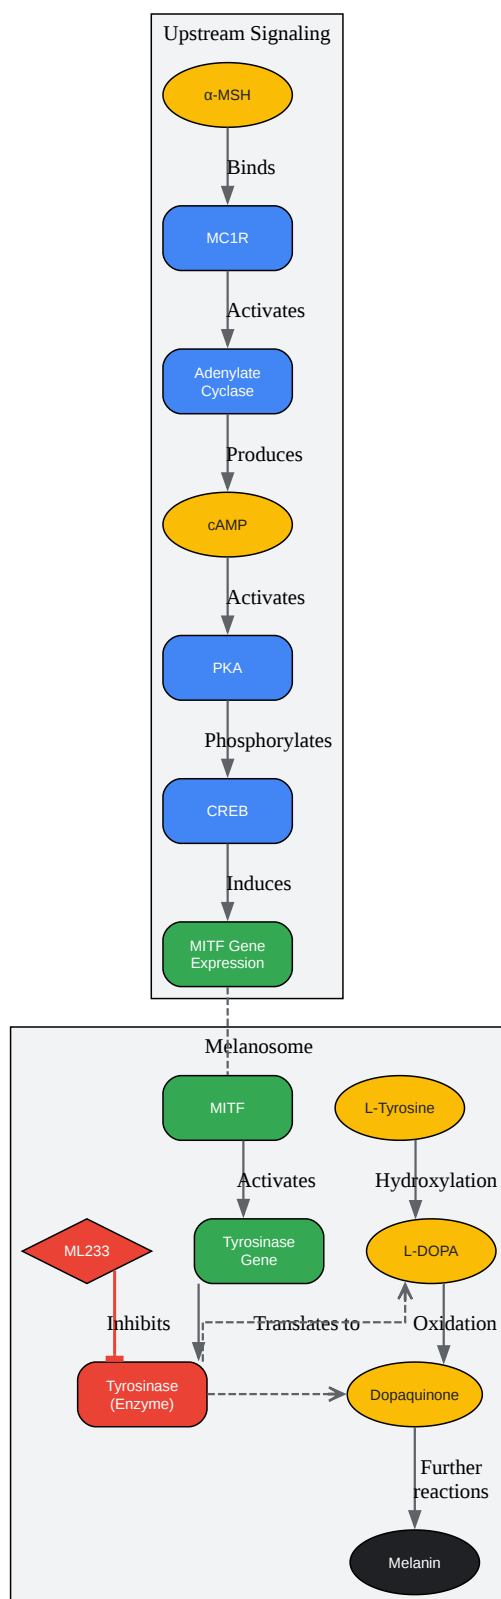 Upstream Signaling
α-MSH
Binds
MC1R
Activates
Adenylate
Cyclase
Produces
cAMP
Activates
PKA
Phosphorylates
CREB
Induces
MITF Gene
Expression
Melanosome
MITF
L-Tyrosine
Activates
Hydroxylation
ML233
Tyrosinase
Gene
L-DOPA
Inhibits
Translates to
Oxidation
Tyrosinase
(Enzyme)
Dopaquinone
Further
reactions
Melanin